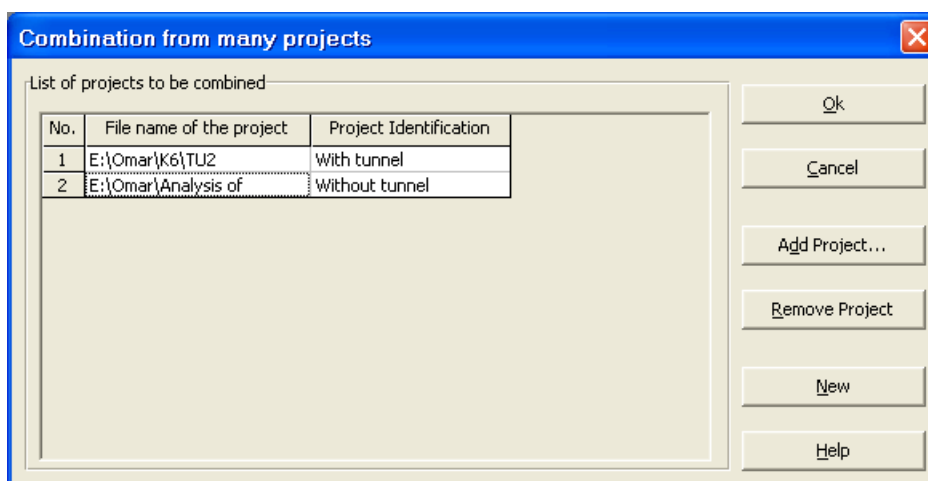 Combination from many projects
List of projects to be combined
No. File name of the project Project Identification
1 E:\Omar\K6\TU2 With tunnel
2 E:\Omar\Analysis of Without tunnel
Ok
Cancel
Add Project...
Remove Project
New
Help